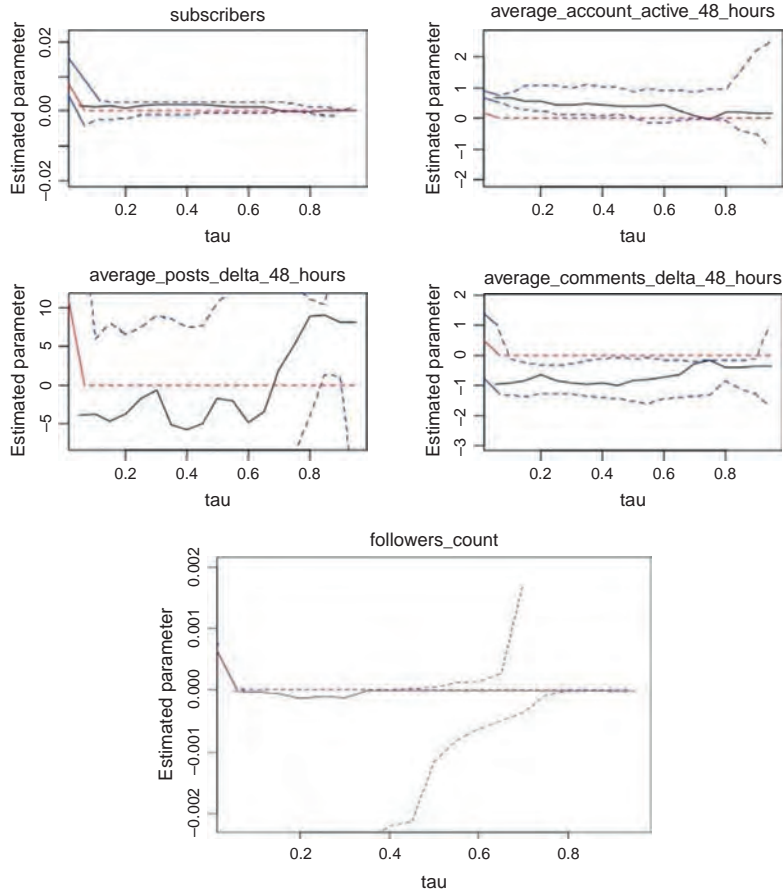 subscribers
Estimated parameter
0.02
0.00
−0.02
0.2 0.4 0.6 0.8
tau
average_account_active_48_hours
Estimated parameter
2
1
0
−1
−2
0.2 0.4 0.6 0.8
tau
average_posts_delta_48_hours
Estimated parameter
10
5
0
−5
0.2 0.4 0.6 0.8
tau
average_comments_delta_48_hours
Estimated parameter
2
1
0
−1
−2
−3
0.2 0.4 0.6 0.8
tau
followers_count
Estimated parameter
0.002
0.001
0.000
−0.001
−0.002
0.2 0.4 0.6 0.8
tau